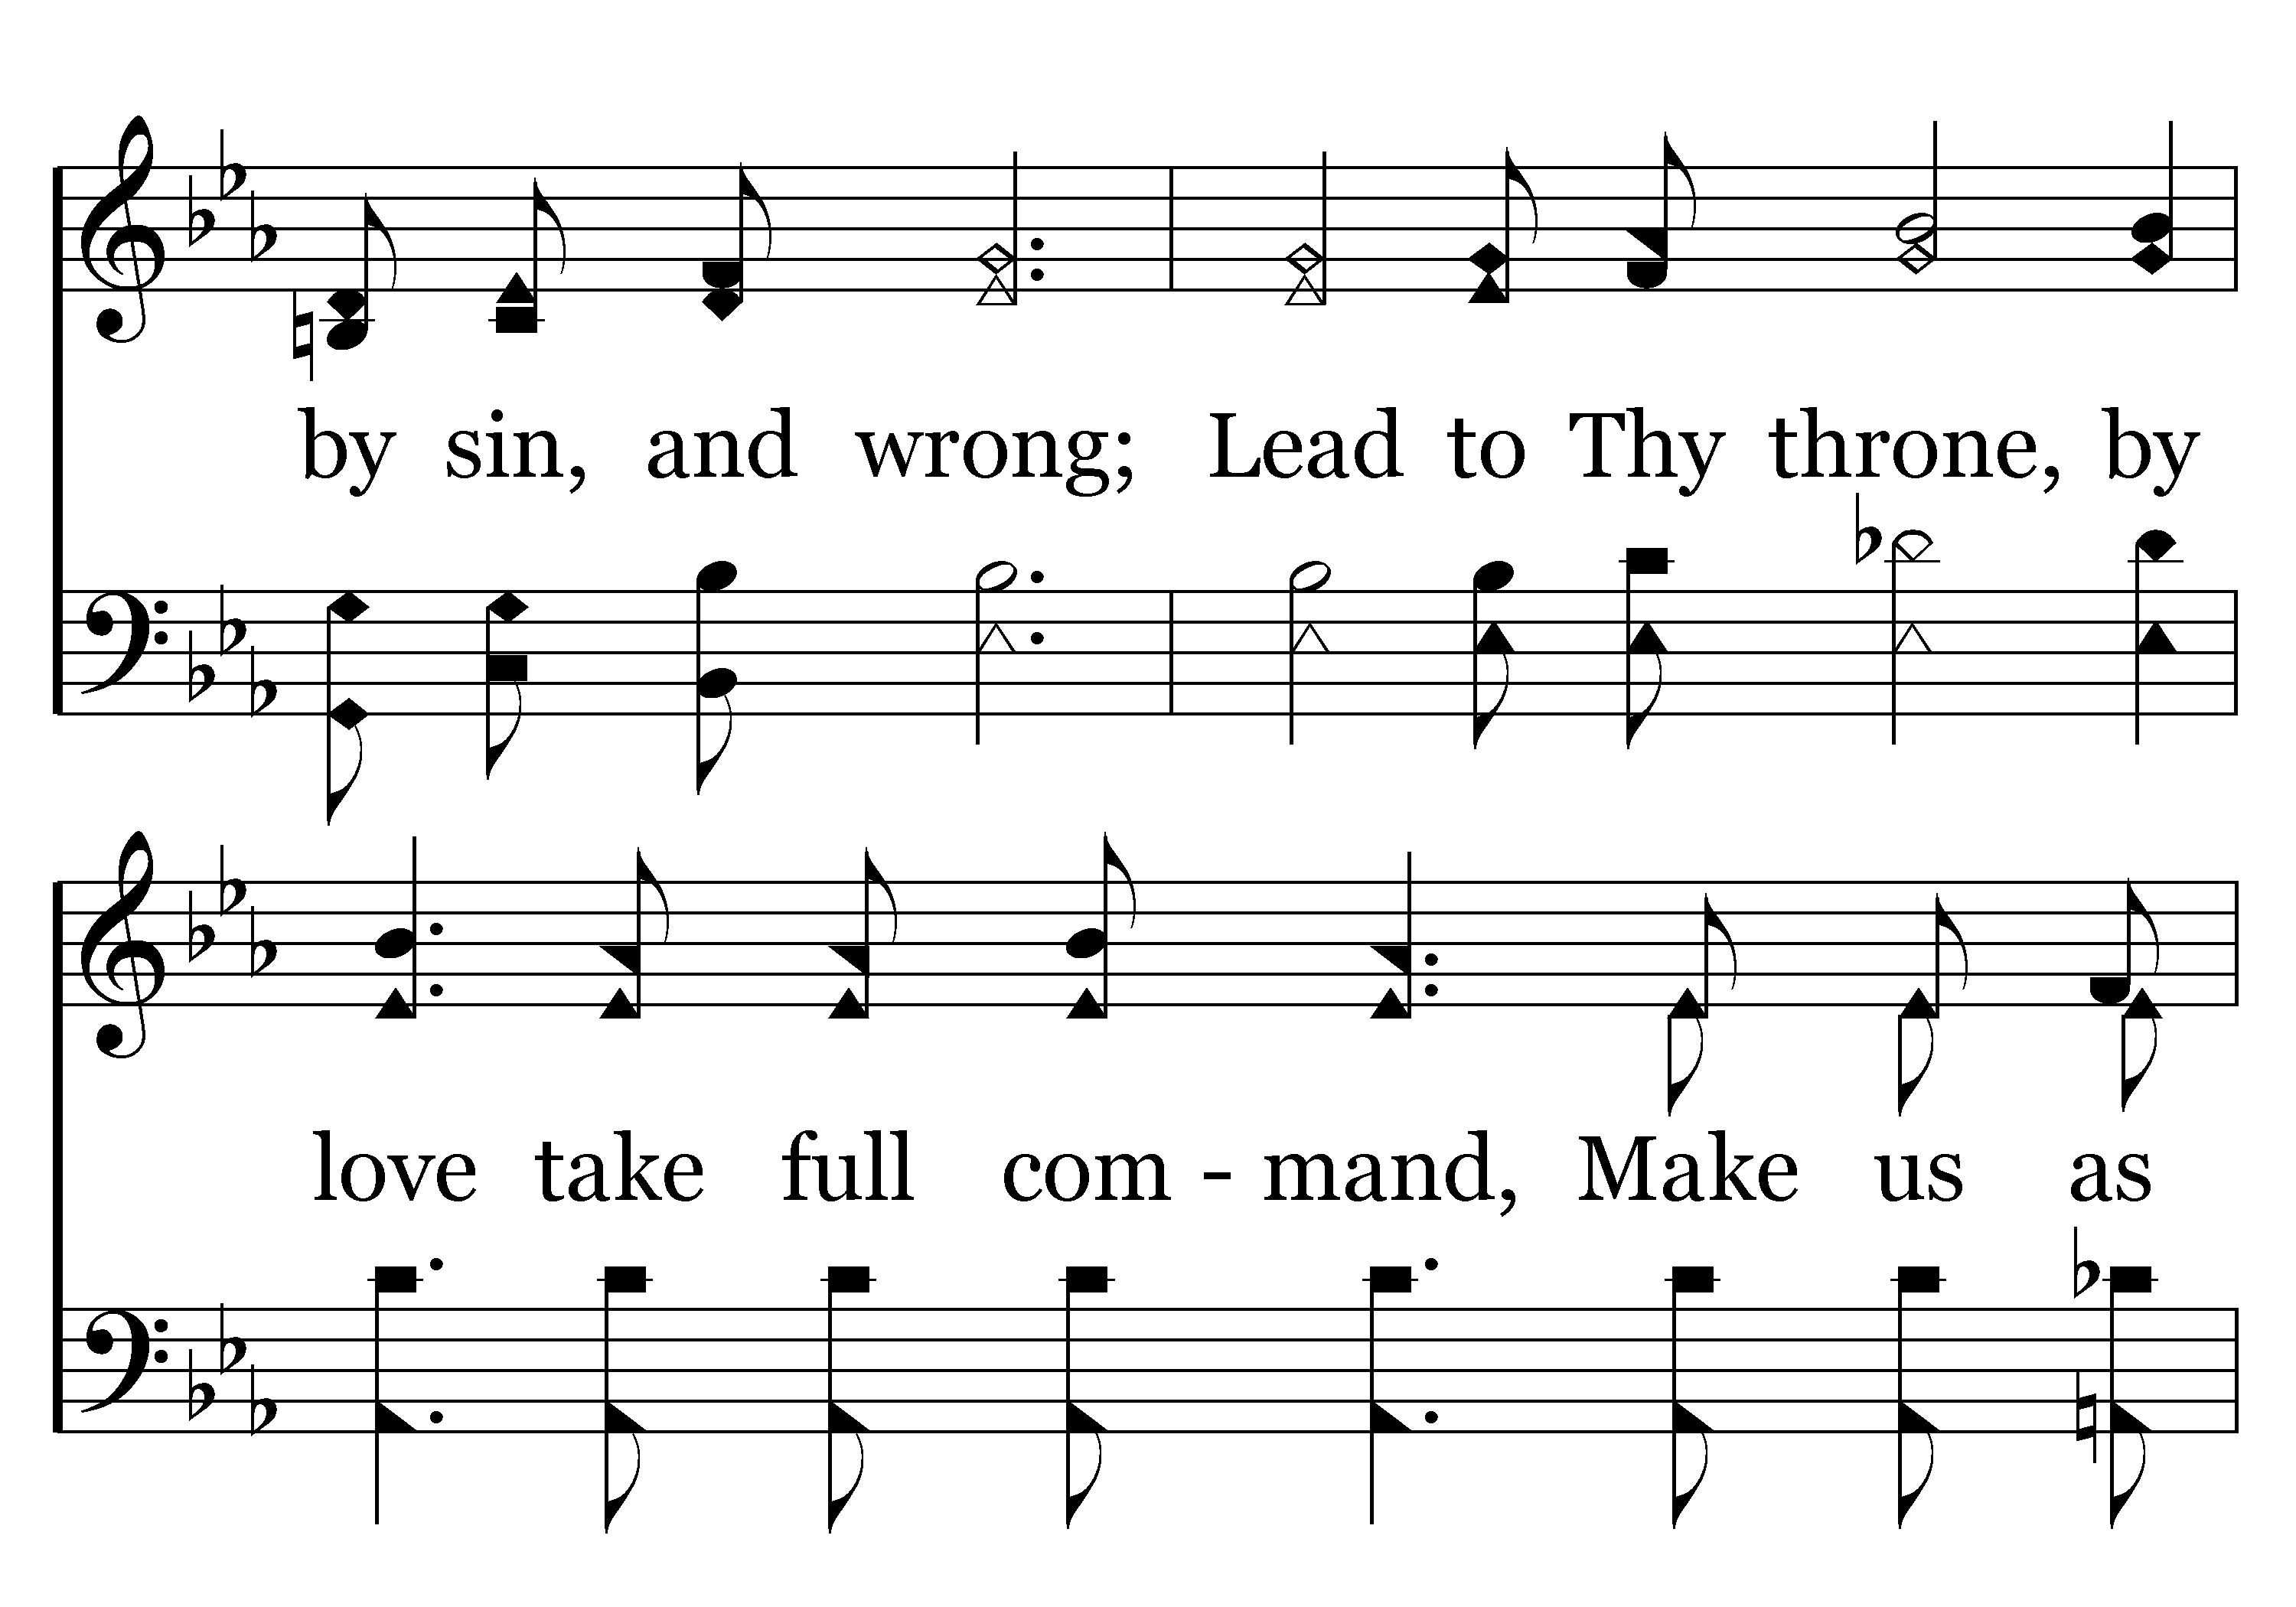 by sin, and wrong; Lead to Thy throne, by
love take full com - mand, Make us as